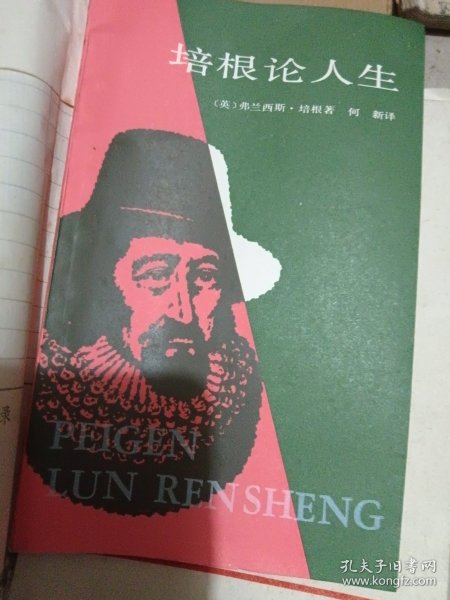 培根论人生
（英）弗兰西斯·培根著 何 新译
PEIGEN
LUN RENSHENG
录
孔夫子旧书网
www.kongfz.com